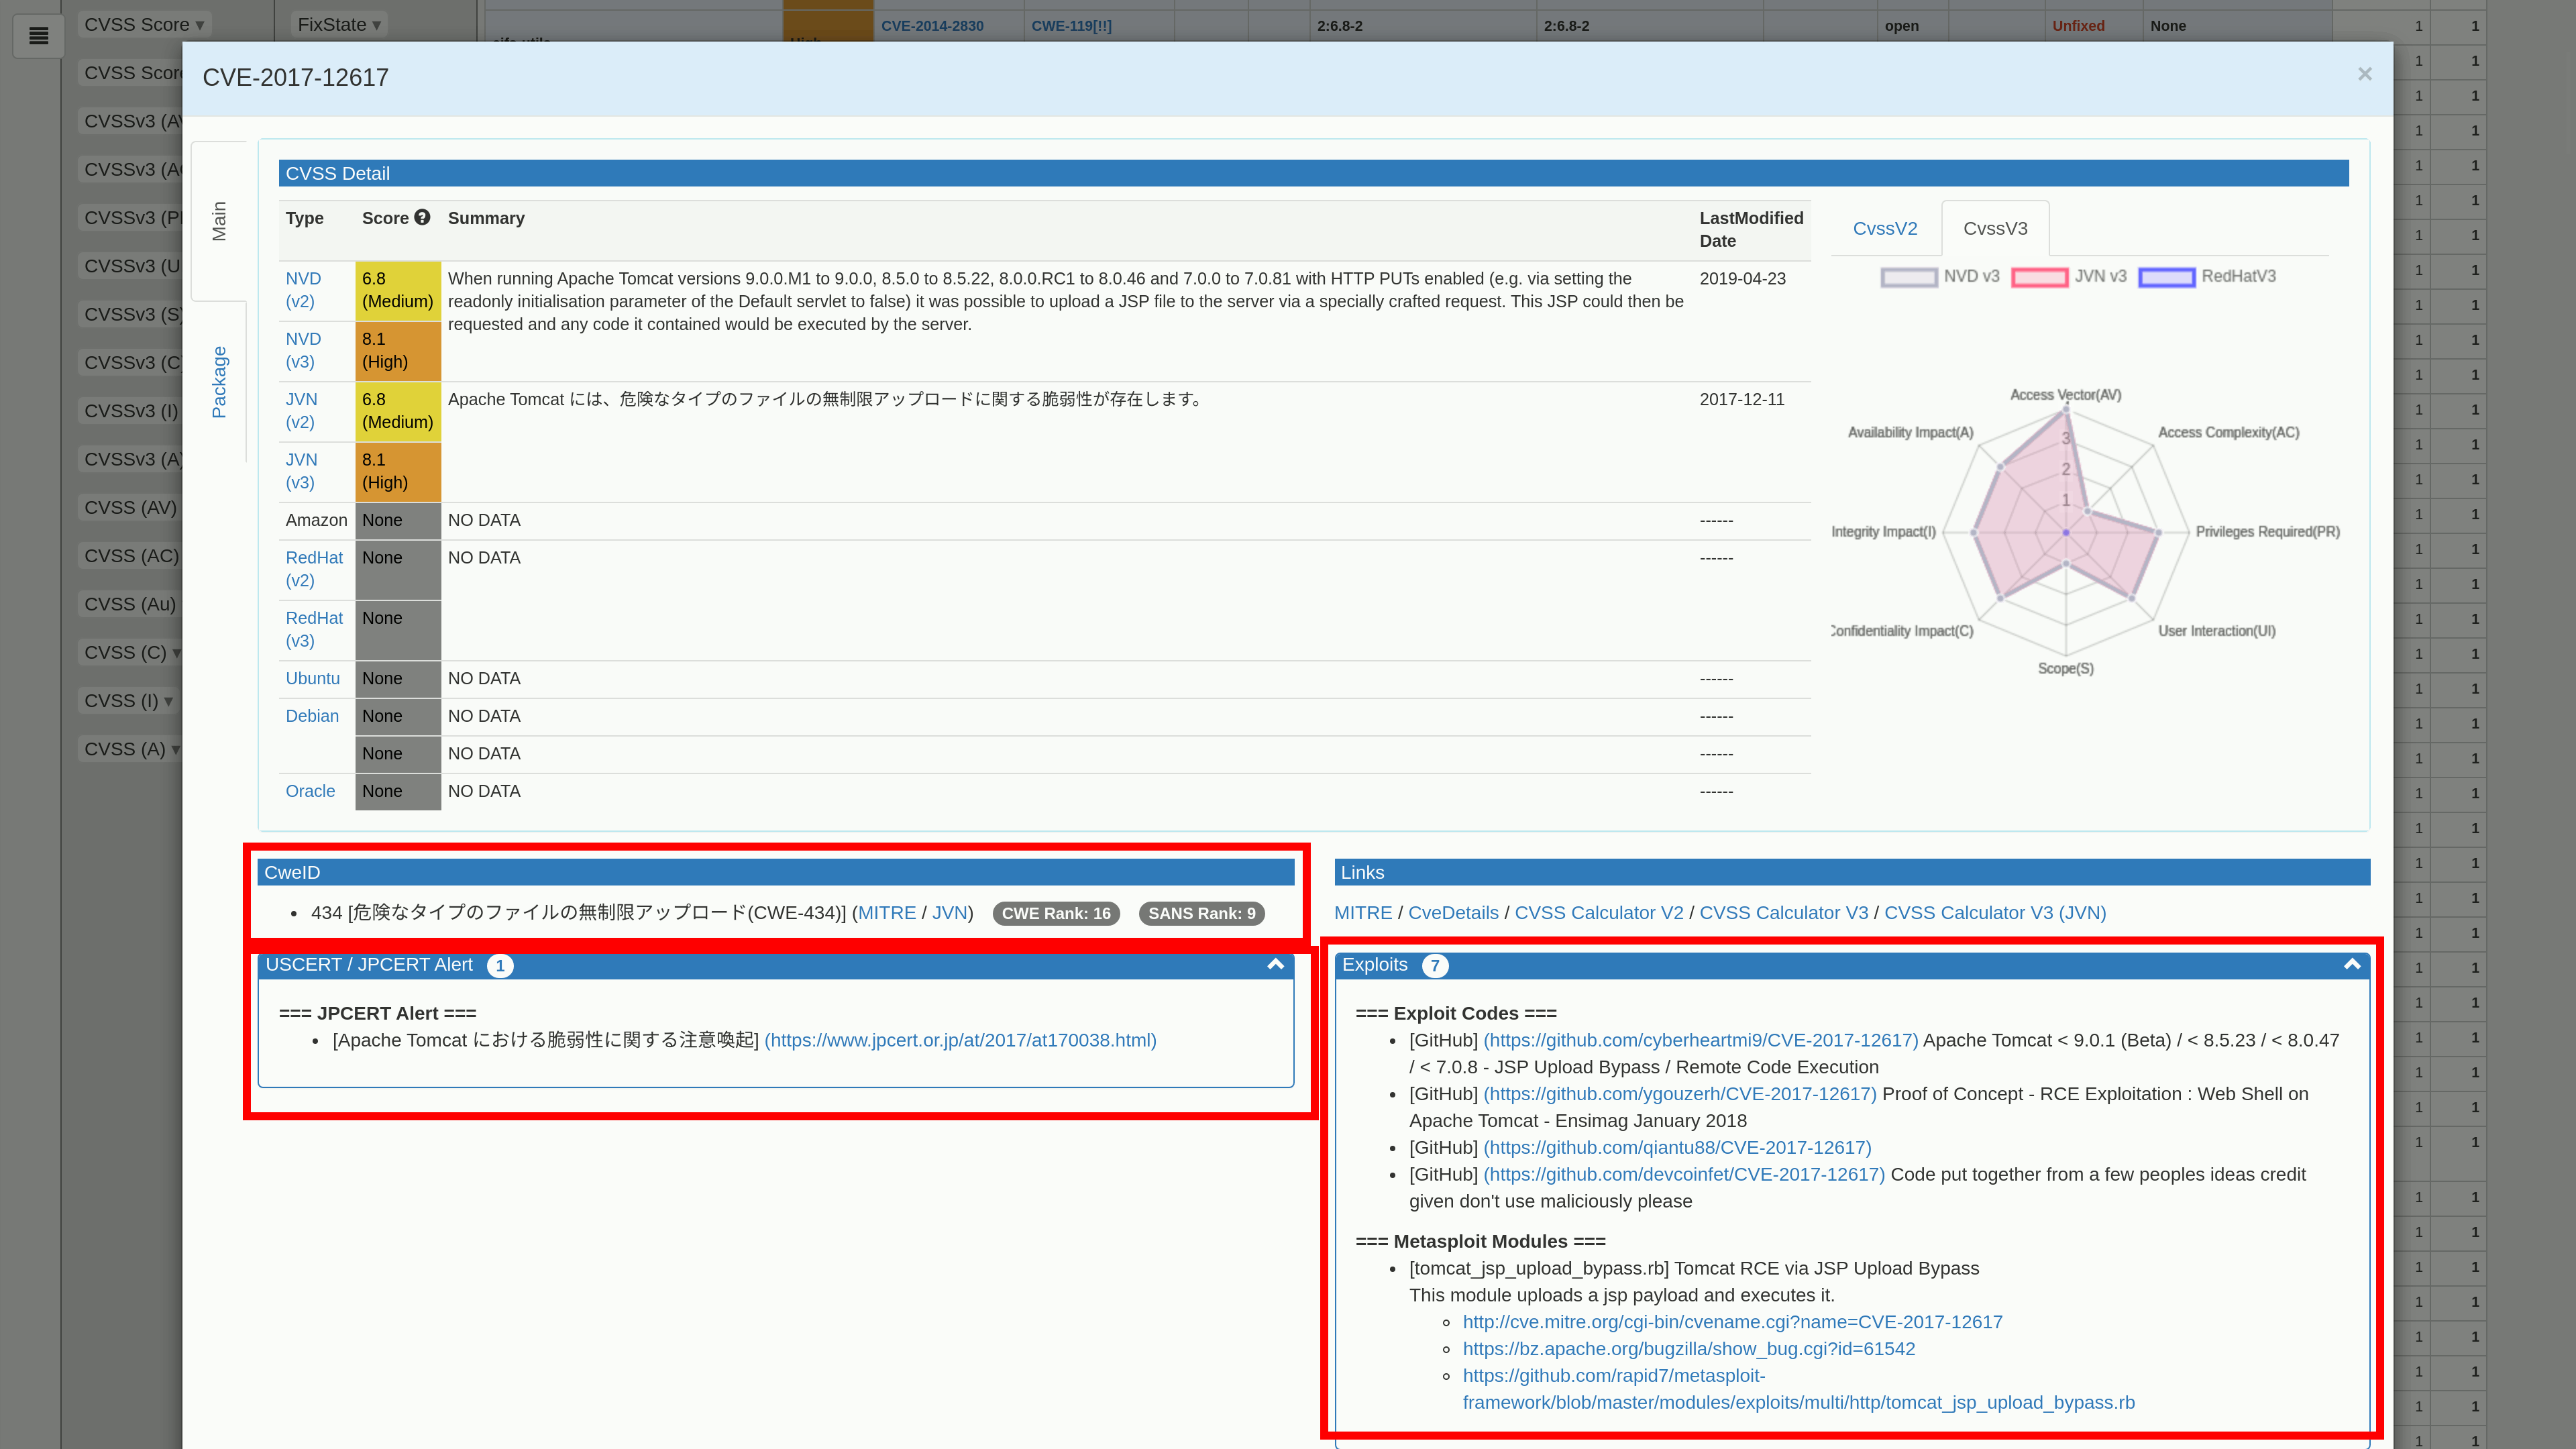 CVSS Score ▾
FixState ▾
CVE-2014-2830
CWE-119[!!]
2:6.8-2
2:6.8-2
open
Unfixed
None
1
1
CVSS Score
CVSSv3 (AV
CVSSv3 (AC
CVSSv3 (PR
CVSSv3 (U
CVSSv3 (S)
CVSSv3 (C)
CVSSv3 (I)
CVSSv3 (A)
CVSS (AV)
CVSS (AC)
CVSS (Au)
CVSS (C) ▾
CVSS (I) ▾
CVSS (A) ▾
CVE-2017-12617
×
Main
Package
CVSS Detail
Type
Score
Summary
LastModified
Date
NVD
(v2)
6.8
(Medium)
When running Apache Tomcat versions 9.0.0.M1 to 9.0.0, 8.5.0 to 8.5.22, 8.0.0.RC1 to 8.0.46 and 7.0.0 to 7.0.81 with HTTP PUTs enabled (e.g. via setting the
readonly initialisation parameter of the Default servlet to false) it was possible to upload a JSP file to the server via a specially crafted request. This JSP could then be
requested and any code it contained would be executed by the server.
2019-04-23
NVD
(v3)
8.1
(High)
JVN
(v2)
6.8
(Medium)
Apache Tomcat には、危険なタイプのファイルの無制限アップロードに関する脆弱性が存在します。
2017-12-11
JVN
(v3)
8.1
(High)
Amazon
None
NO DATA
------
RedHat
(v2)
None
NO DATA
------
RedHat
(v3)
None
Ubuntu
None
NO DATA
------
Debian
None
NO DATA
------
None
NO DATA
------
Oracle
None
NO DATA
------
CvssV2
CvssV3
NVD v3
JVN v3
RedHatV3
Access Vector(AV)
Availability Impact(A)
Access Complexity(AC)
3
2
1
Integrity Impact(I)
Privileges Required(PR)
Confidentiality Impact(C)
User Interaction(UI)
Scope(S)
CweID
• 434 [危険なタイプのファイルの無制限アップロード(CWE-434)] (MITRE / JVN) CWE Rank: 16 SANS Rank: 9
USCERT / JPCERT Alert 1
=== JPCERT Alert ===
• [Apache Tomcat における脆弱性に関する注意喚起] (https://www.jpcert.or.jp/at/2017/at170038.html)
Links
MITRE / CveDetails / CVSS Calculator V2 / CVSS Calculator V3 / CVSS Calculator V3 (JVN)
Exploits 7
=== Exploit Codes ===
• [GitHub] (https://github.com/cyberheartmi9/CVE-2017-12617) Apache Tomcat < 9.0.1 (Beta) / < 8.5.23 / < 8.0.47
/ < 7.0.8 - JSP Upload Bypass / Remote Code Execution
• [GitHub] (https://github.com/ygouzerh/CVE-2017-12617) Proof of Concept - RCE Exploitation : Web Shell on
Apache Tomcat - Ensimag January 2018
• [GitHub] (https://github.com/qiantu88/CVE-2017-12617)
• [GitHub] (https://github.com/devcoinfet/CVE-2017-12617) Code put together from a few peoples ideas credit
given don't use maliciously please
=== Metasploit Modules ===
• [tomcat_jsp_upload_bypass.rb] Tomcat RCE via JSP Upload Bypass
This module uploads a jsp payload and executes it.
http://cve.mitre.org/cgi-bin/cvename.cgi?name=CVE-2017-12617
https://bz.apache.org/bugzilla/show_bug.cgi?id=61542
https://github.com/rapid7/metasploit-
framework/blob/master/modules/exploits/multi/http/tomcat_jsp_upload_bypass.rb